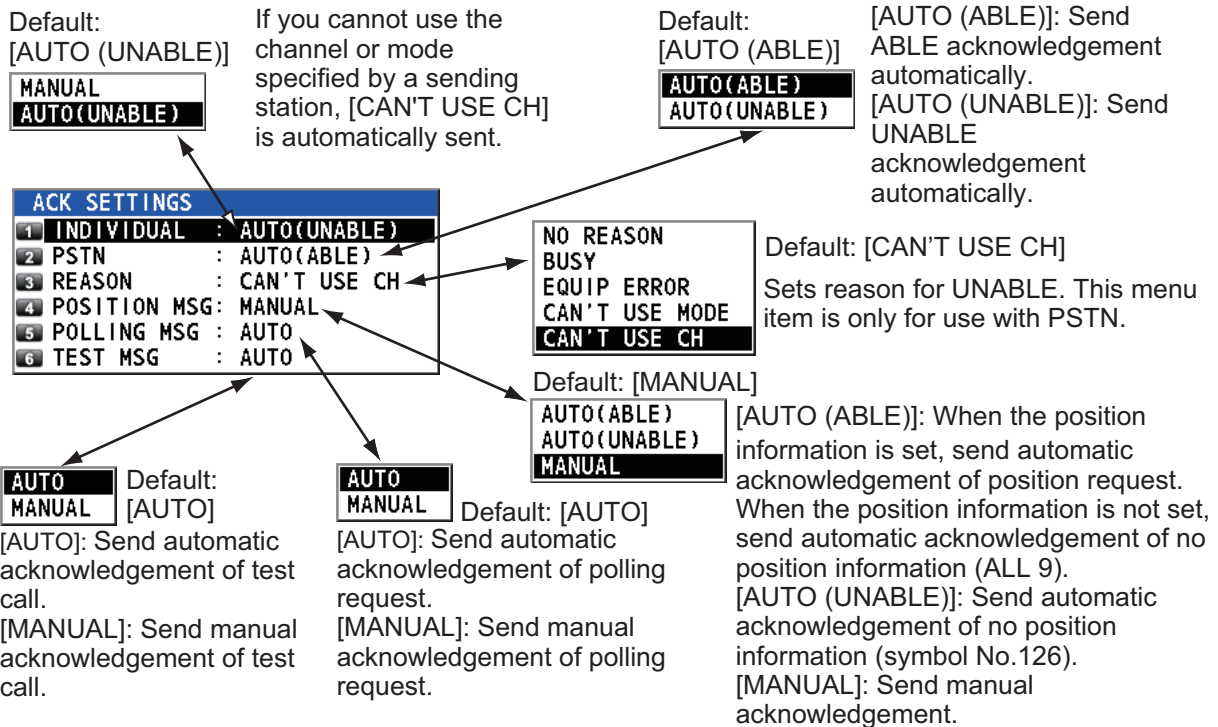 Default:
[AUTO (UNABLE)]
MANUAL
AUTO(UNABLE)
If you cannot use the
channel or mode
specified by a sending
station, [CAN'T USE CH]
is automatically sent.
Default:
[AUTO (ABLE)]
AUTO(ABLE)
AUTO(UNABLE)
[AUTO (ABLE)]: Send
ABLE acknowledgement
automatically.
[AUTO (UNABLE)]: Send
UNABLE
acknowledgement
automatically.
ACK SETTINGS
1 INDIVIDUAL : AUTO(UNABLE)
2 PSTN : AUTO(ABLE)
3 REASON : CAN'T USE CH
4 POSITION MSG: MANUAL
5 POLLING MSG : AUTO
6 TEST MSG : AUTO
NO REASON
BUSY
EQUIP ERROR
CAN'T USE MODE
CAN'T USE CH
Default: [CAN’T USE CH]
Sets reason for UNABLE. This menu
item is only for use with PSTN.
AUTO
MANUAL
Default:
[AUTO]
[AUTO]: Send automatic
acknowledgement of test
call.
[MANUAL]: Send manual
acknowledgement of test
call.
AUTO
MANUAL
Default: [AUTO]
[AUTO]: Send automatic
acknowledgement of polling
request.
[MANUAL]: Send manual
acknowledgement of polling
request.
Default: [MANUAL]
AUTO(ABLE)
AUTO(UNABLE)
MANUAL
[AUTO (ABLE)]: When the position
information is set, send automatic
acknowledgement of position request.
When the position information is not set,
send automatic acknowledgement of no
position information (ALL 9).
[AUTO (UNABLE)]: Send automatic
acknowledgement of no position
information (symbol No.126).
[MANUAL]: Send manual
acknowledgement.